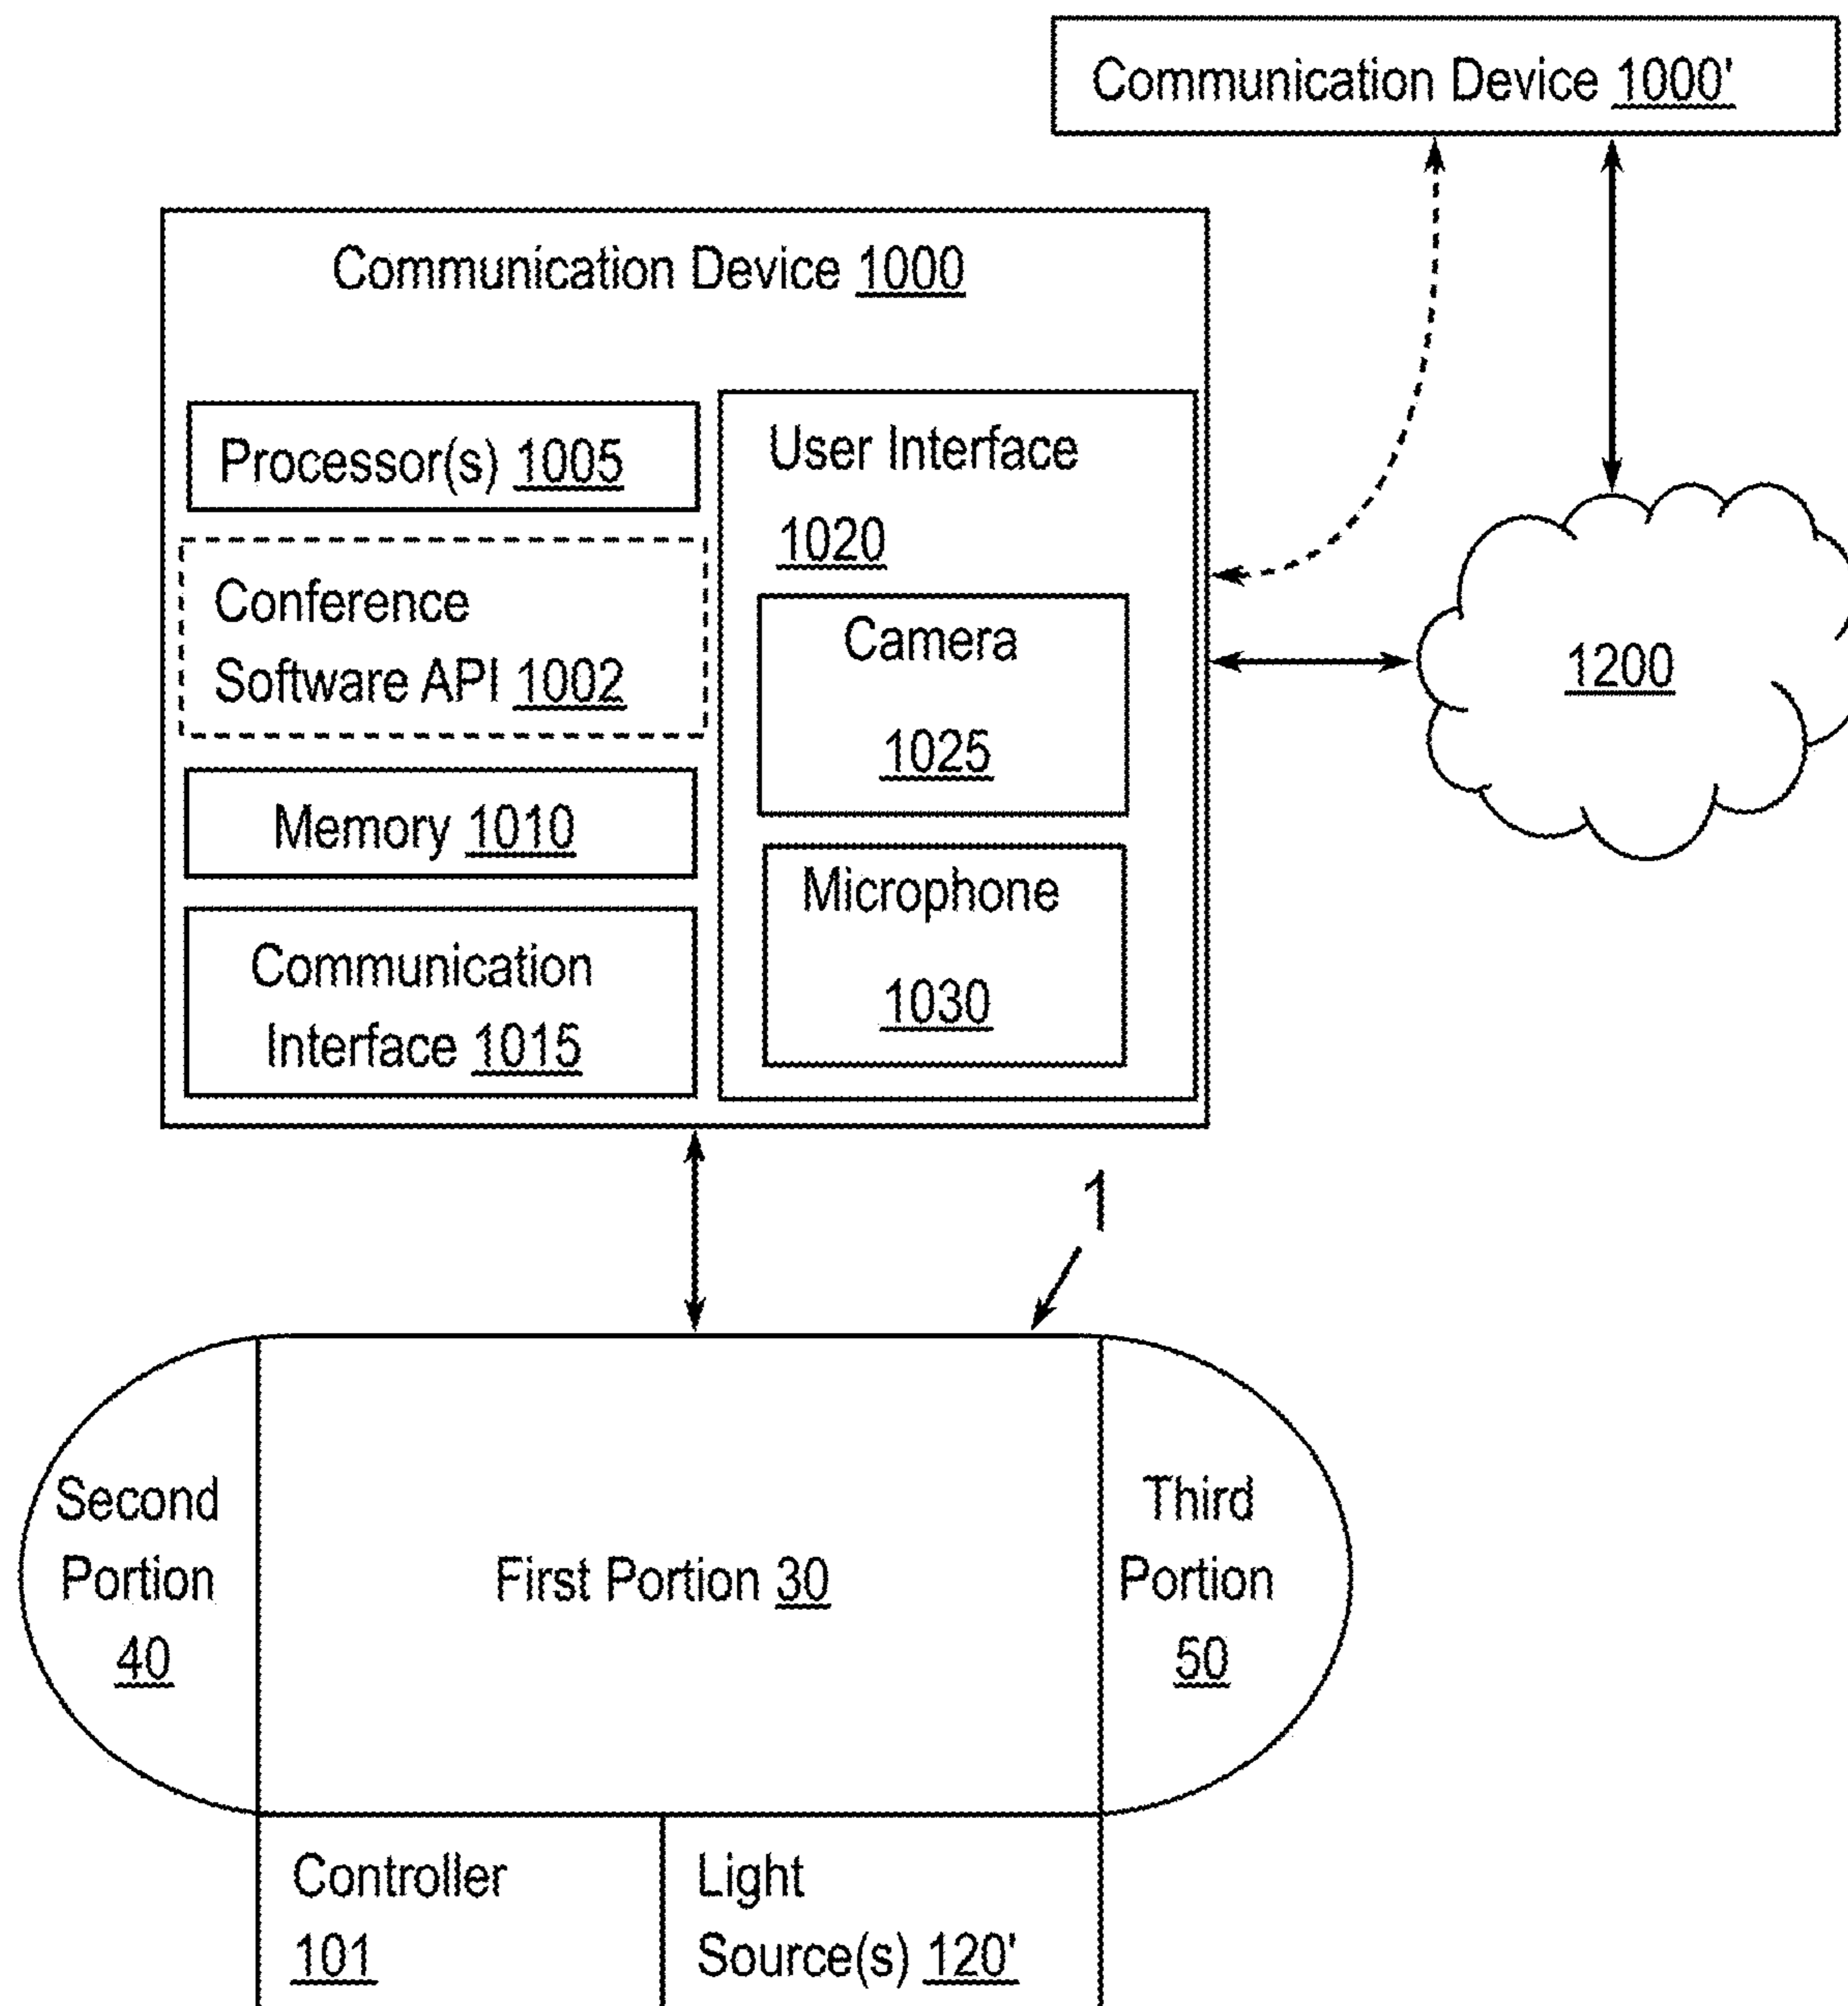 Communication Device 1000'
Communication Device 1000
Processor(s) 1005
Conference
Software API 1002
Memory 1010
Communication
Interface 1015
User Interface
1020
Camera
1025
Microphone
1030
1200
1
Second
Portion
40
First Portion 30
Third
Portion
50
Controller
101
Light
Source(s) 120'